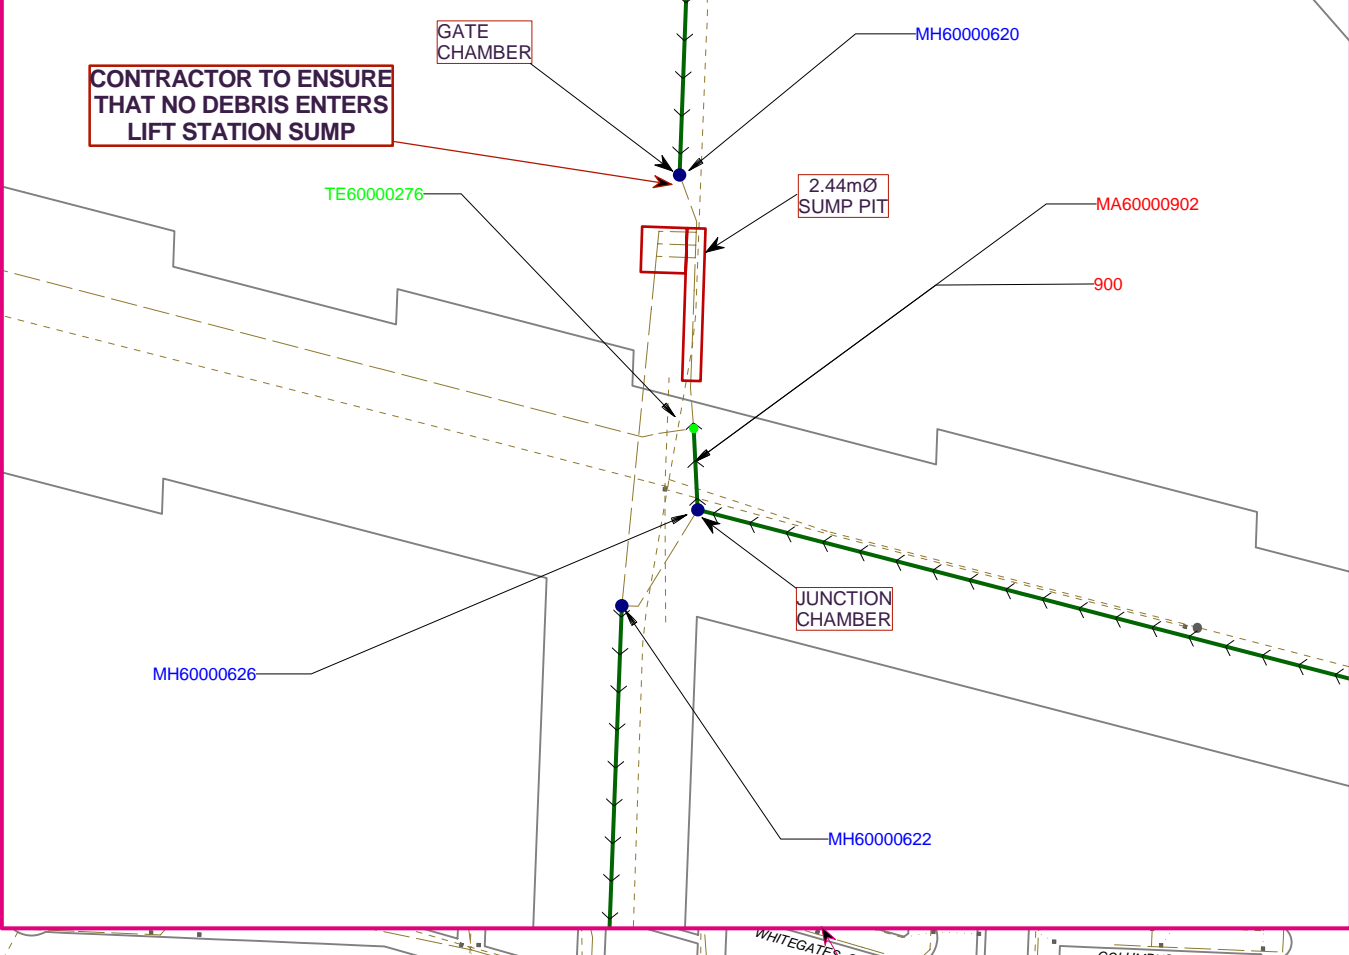 GATE
CHAMBER
MH60000620
CONTRACTOR TO ENSURE
THAT NO DEBRIS ENTERS
LIFT STATION SUMP
TE60000276
2.44mØ
SUMP PIT
MA60000902
900
JUNCTION
CHAMBER
MH60000626
MH60000622
WHITEGATES